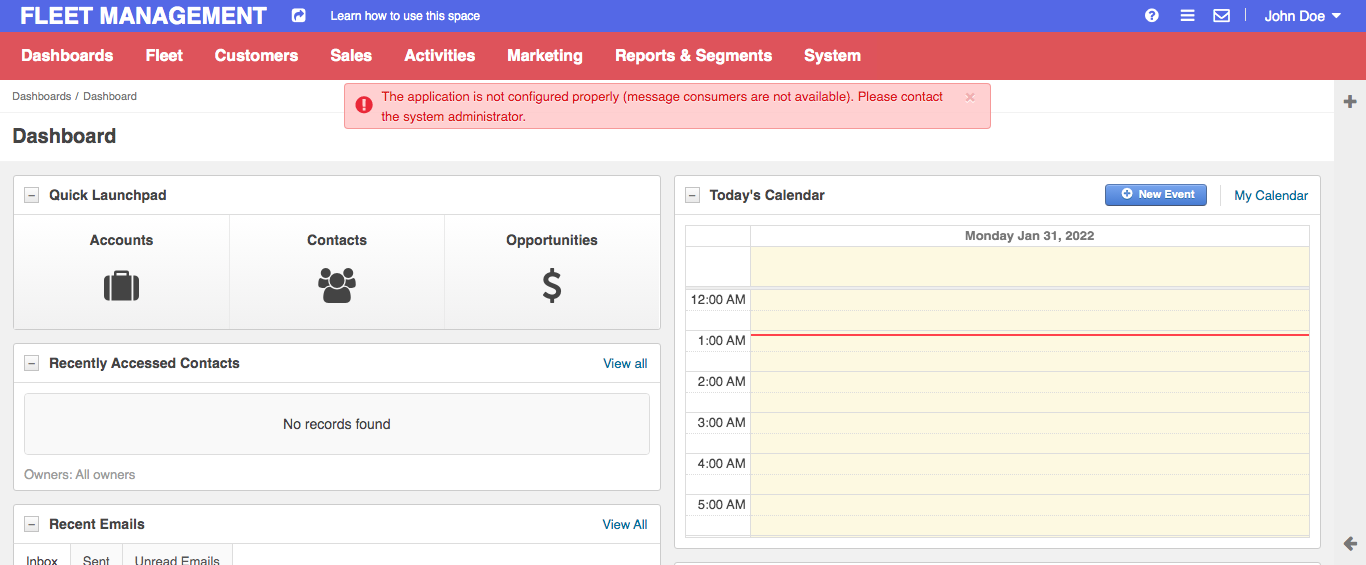 FLEET MANAGEMENT Learn how to use this space John Doe
Dashboards Fleet Customers Sales Activities Marketing Reports & Segments System
Dashboards / Dashboard
The application is not configured properly (message consumers are not available). Please contact
the system administrator.
Dashboard
Quick Launchpad
Accounts Contacts Opportunities
Recently Accessed Contacts View all
No records found
Owners: All owners
Recent Emails View All
Inbox Sent Unread Emails
Today's Calendar New Event My Calendar
Monday Jan 31, 2022
12:00 AM
1:00 AM
2:00 AM
3:00 AM
4:00 AM
5:00 AM